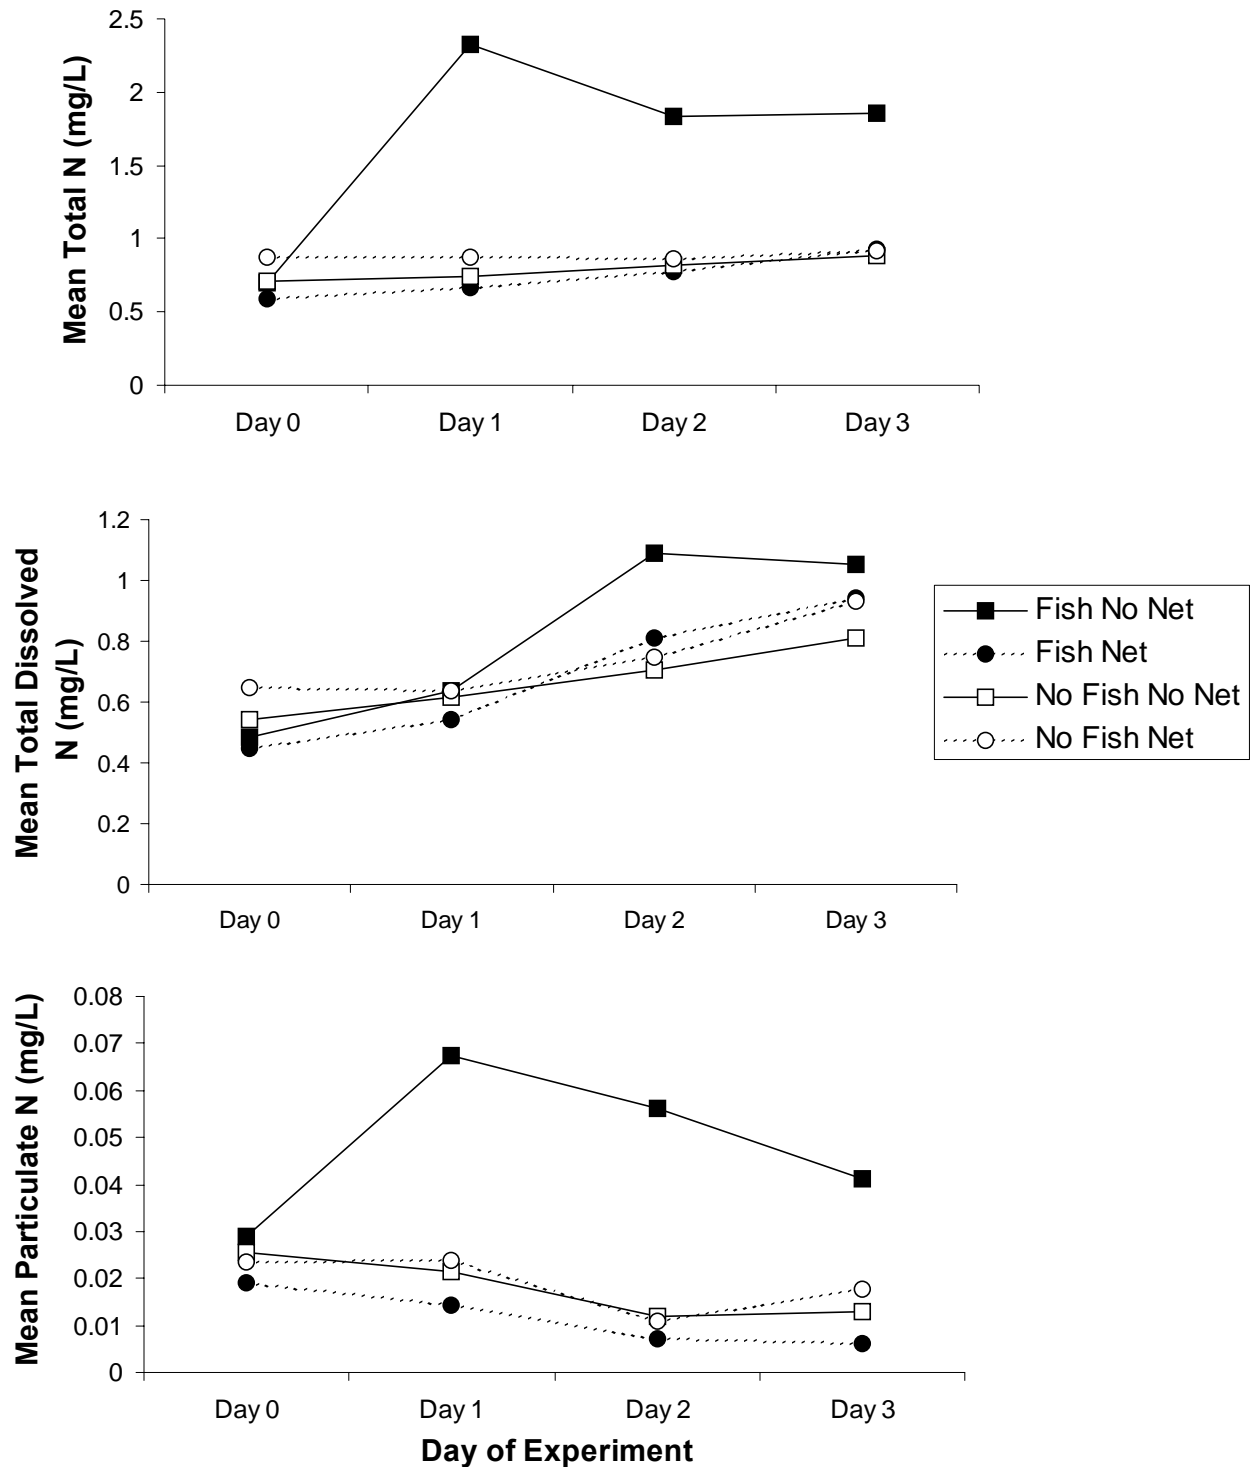 Mean Total N (mg/L)
2.5
2
1.5
1
0.5
0
Day 0 Day 1 Day 2 Day 3
Mean Total Dissolved
N (mg/L)
1.2
1
0.8
0.6
0.4
0.2
0
Day 0 Day 1 Day 2 Day 3
Fish No Net
Fish Net
No Fish No Net
No Fish Net
Mean Particulate N (mg/L)
0.08
0.07
0.06
0.05
0.04
0.03
0.02
0.01
0
Day 0 Day 1 Day 2 Day 3
Day of Experiment